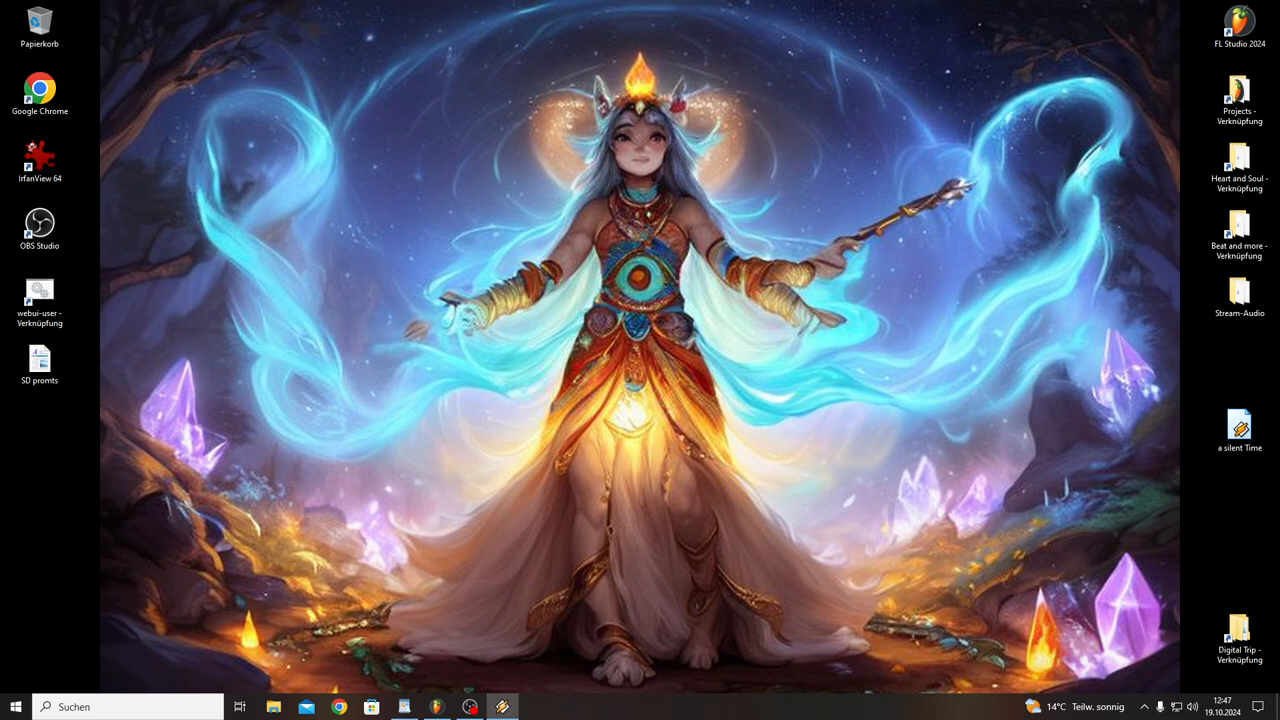 Papierkorb
Google Chrome
IrfanView 64
OBS Studio
webui-user -
Verknüpfung
SD promts
FL Studio 2024
Projects -
Verknüpfung
Heart and Soul -
Verknüpfung
Beat and more -
Verknüpfung
Stream-Audio
a silent Time
Digital Trip -
Verknüpfung
Suchen
14°C Teilw. sonnig
12:47
19.10.2024